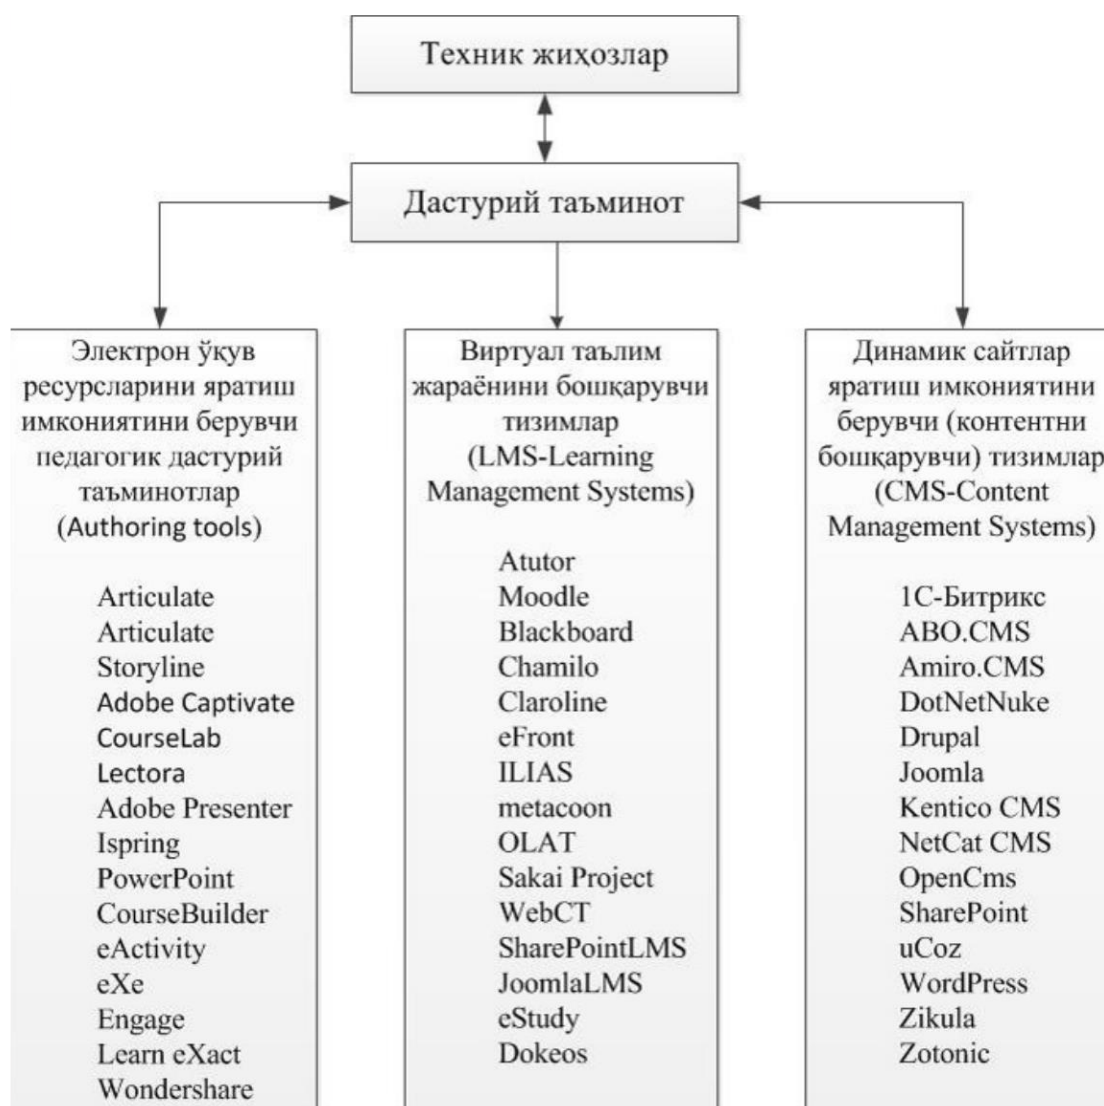 Техник жиҳозлар
Дастурий таъминот
Электрон ўқув
ресурсларини яратиш
имкониятини берувчи
педагогик дастурий
таъминотлар
(Authoring tools)
Articulate
Articulate
Storyline
Adobe Captivate
CourseLab
Lectora
Adobe Presenter
Ispring
PowerPoint
CourseBuilder
eActivity
eXe
Engage
Learn eXact
Wondershare
Виртуал таълим
жараёнини бошқарувчи
тизимлар
(LMS-Learning
Management Systems)
Atutor
Moodle
Blackboard
Chamilo
Claroline
eFront
ILIAS
metacoon
OLAT
Sakai Project
WebCT
SharePointLMS
JoomlaLMS
eStudy
Dokeos
Динамик сайтлар
яратиш имкониятини
берувчи (контентни
бошқарувчи) тизимлар
(CMS-Content
Management Systems)
1С-Битрикс
ABO.CMS
Amiro.CMS
DotNetNuke
Drupal
Joomla
Kentico CMS
NetCat CMS
OpenCms
SharePoint
uCoz
WordPress
Zikula
Zotonic